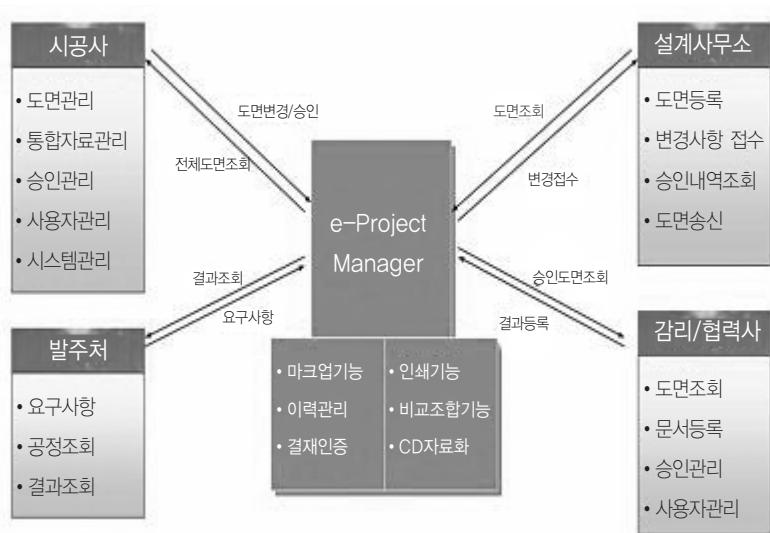 시공사
• 도면관리
• 통합자료관리
• 승인관리
• 사용자관리
• 시스템관리
도면변경/승인
전체도면조회
설계사무소
• 도면등록
• 변경사항 접수
• 승인내역조회
• 도면송신
도면조회
변경접수
e-Project
Manager
결과조회
요구사항
승인도면조회
결과등록
발주처
• 요구사항
• 공정조회
• 결과조회
• 마크업기능
• 이력관리
• 결재인증
• 인쇄기능
• 비교조합기능
• CD자료화
감리/협력사
• 도면조회
• 문서등록
• 승인관리
• 사용자관리